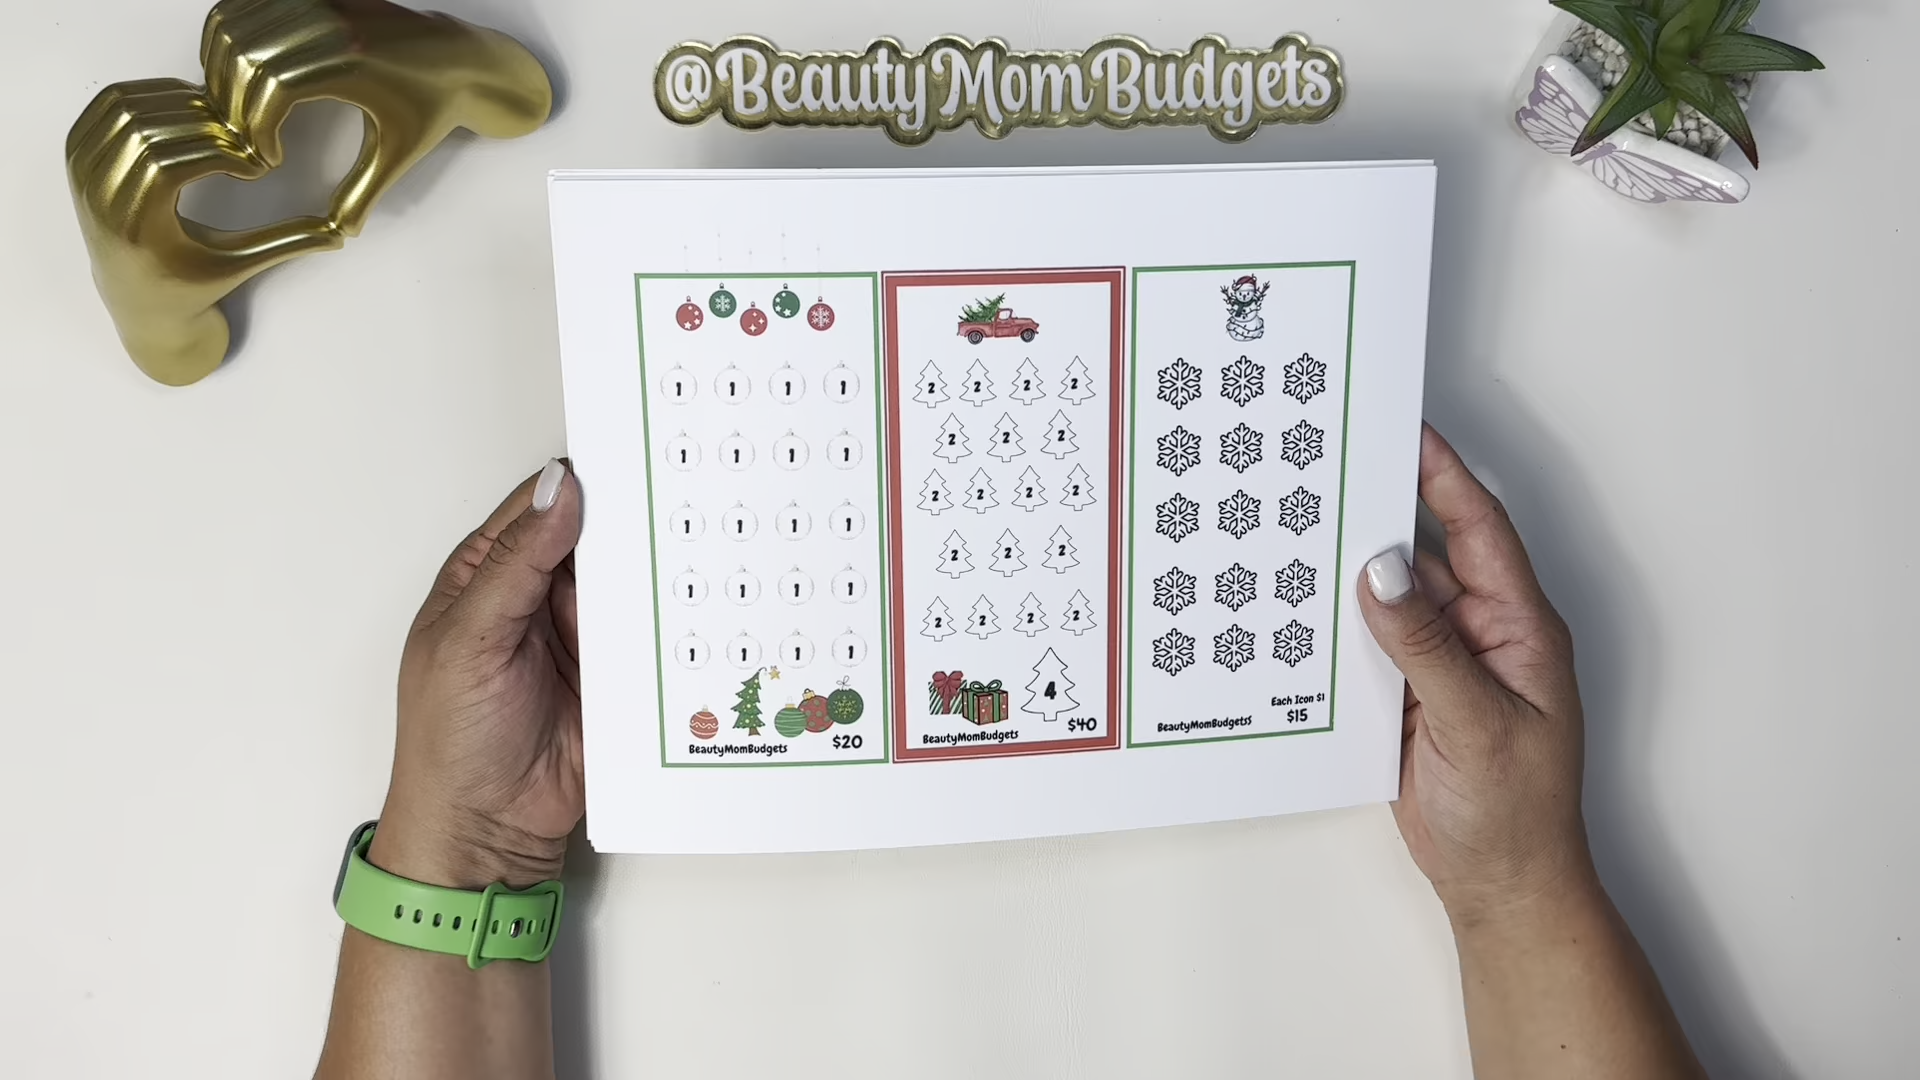 @BeautyMomBudgets
1 1 1 1
1 1 1 1
1 1 1 1
1 1 1 1
1 1 1 1
BeautyMomBudgets $20
2 2 2 2
2 2 2
2 2 2 2
2 2 2
2 2 2 2
4
BeautyMomBudgets $40
Each Icon $1
BeautyMomBudgetsS $15